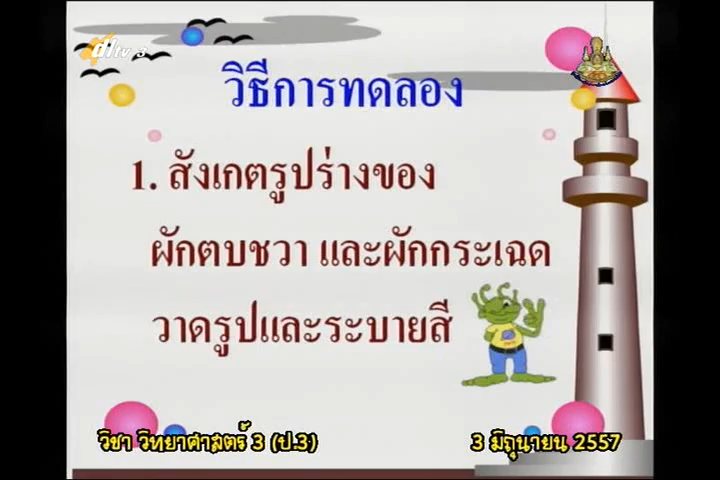 dltv 3
วิธีการทดลอง
1. สังเกตรูปร่างของ
ผักตบชวา และผักกระเฉด
วาดรูปและระบายสี
วิชา วิทยาศาสตร์ 3 (ป.3)
3 มิถุนายน 2557